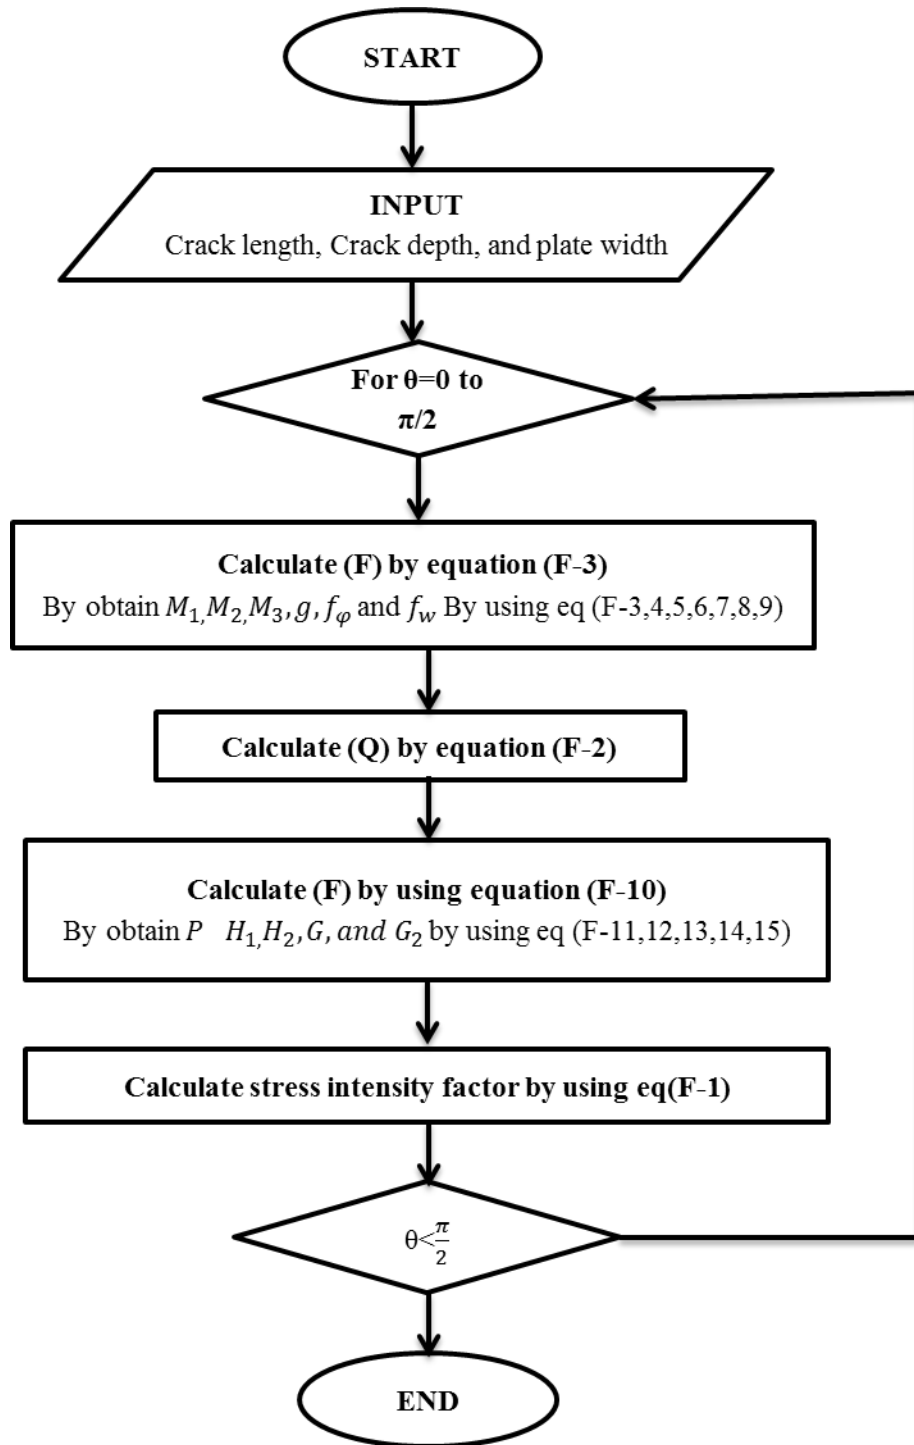 START
INPUT
Crack length, Crack depth, and plate width
For θ=0 to
π/2
Calculate (F) by equation (F-3)
By obtain M₁,M₂,M₃,g,f_φ and f_w By using eq (F-3,4,5,6,7,8,9)
Calculate (Q) by equation (F-2)
Calculate (F) by using equation (F-10)
By obtain P H₁,H₂,G,and G₂ by using eq (F-11,12,13,14,15)
Calculate stress intensity factor by using eq(F-1)
θ<π/2
END